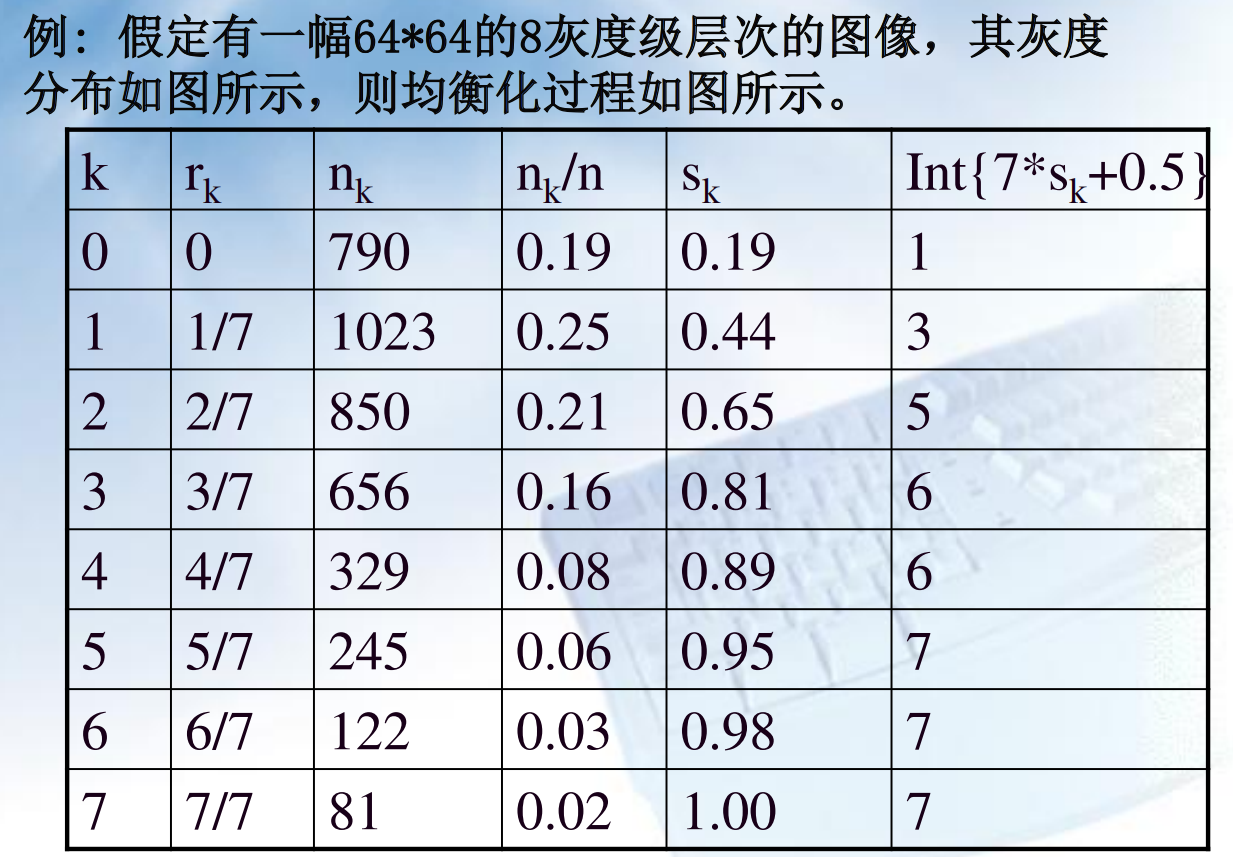 例: 假定有一幅64*64的8灰度级层次的图像，其灰度
分布如图所示，则均衡化过程如图所示。
k rk nk nk/n sk Int{7*sk+0.5}
0 0 790 0.19 0.19 1
1 1/7 1023 0.25 0.44 3
2 2/7 850 0.21 0.65 5
3 3/7 656 0.16 0.81 6
4 4/7 329 0.08 0.89 6
5 5/7 245 0.06 0.95 7
6 6/7 122 0.03 0.98 7
7 7/7 81 0.02 1.00 7